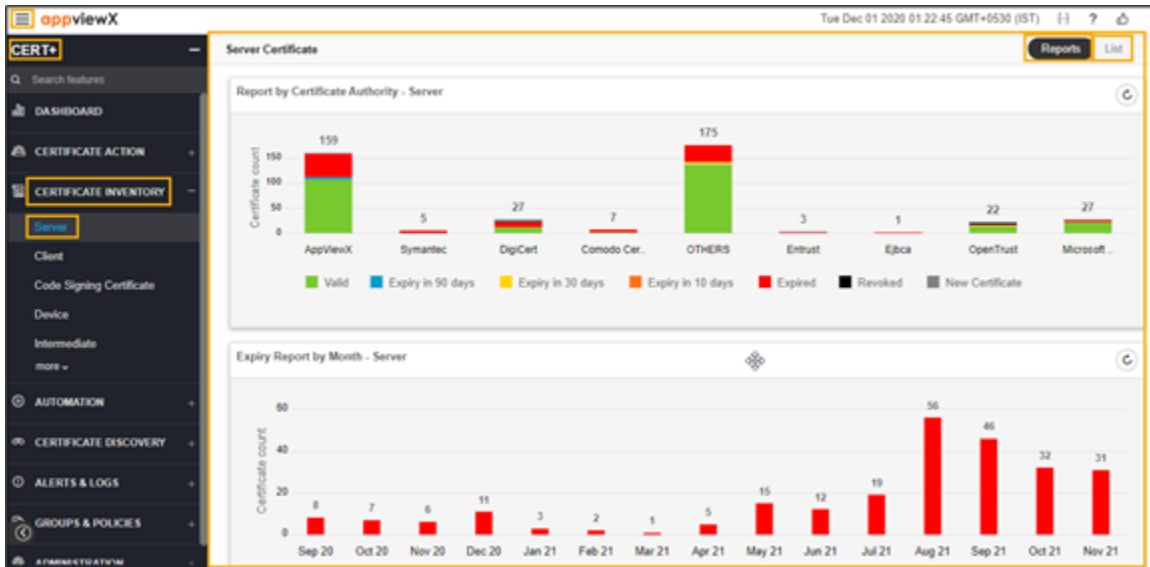 appviewX
Tue Dec 01 2020 01:22:45 GMT+0530 (IST)
?
CERT+
Search features
DASHBOARD
CERTIFICATE ACTION +
CERTIFICATE INVENTORY −
Server
Client
Code Signing Certificate
Device
Intermediate
more
AUTOMATION +
CERTIFICATE DISCOVERY +
ALERTS & LOGS +
GROUPS & POLICIES +
ADMINISTRATION
Server Certificate
Reports
List
Report by Certificate Authority - Server
Certificate count
150
100
50
0
159
5
27
7
175
3
1
22
27
AppViewX
Symantec
DigiCert
Comodo Cer..
OTHERS
Entrust
Ejbca
OpenTrust
Microsoft ..
Valid
Expiry in 90 days
Expiry in 30 days
Expiry in 10 days
Expired
Revoked
New Certificate
Expiry Report by Month - Server
Certificate count
60
40
20
0
8
7
6
11
3
2
1
5
15
12
19
56
46
32
31
Sep 20
Oct 20
Nov 20
Dec 20
Jan 21
Feb 21
Mar 21
Apr 21
May 21
Jun 21
Jul 21
Aug 21
Sep 21
Oct 21
Nov 21